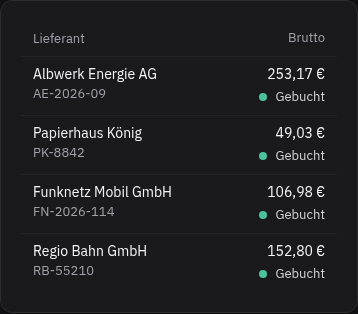 Lieferant Brutto
Albwerk Energie AG 253,17 €
AE-2026-09 Gebucht
Papierhaus König 49,03 €
PK-8842 Gebucht
Funknetz Mobil GmbH 106,98 €
FN-2026-114 Gebucht
Regio Bahn GmbH 152,80 €
RB-55210 Gebucht